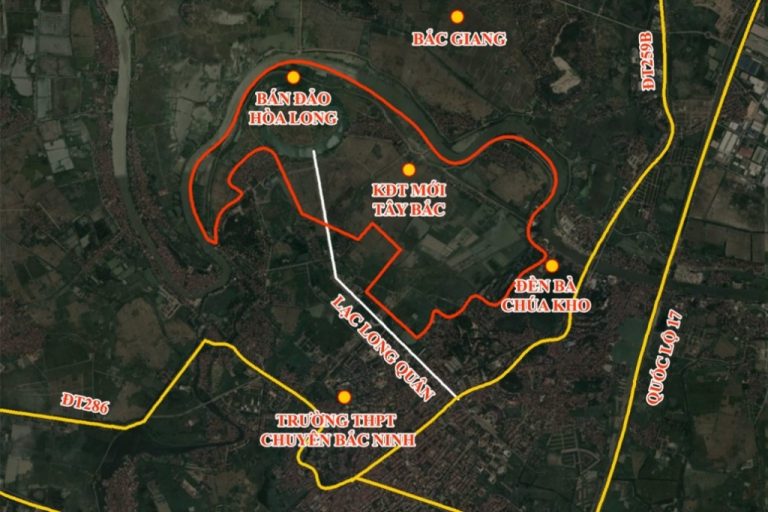 BẮC GIANG
ĐT259B
BÁN ĐẢO
HÒA LONG
KĐT MỚI
TÂY BẮC
ĐỀN BÀ
CHÚA KHO
LẠC LONG QUÂN
QUỐC LỘ 17
ĐT286
TRƯỜNG THPT
CHUYÊN BẮC NINH